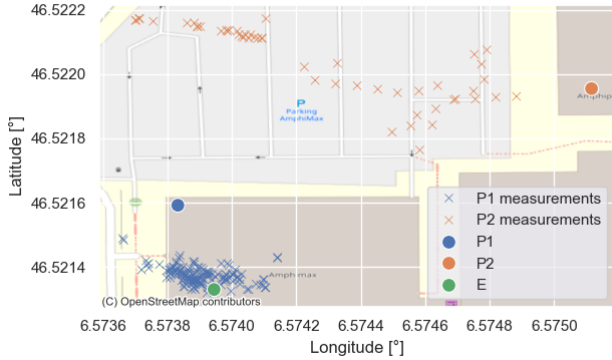 46.5222
46.5220
46.5218
46.5216
46.5214
Latitude [°]
P
Parking
AmphiMax
Amphip
Amphimax
P1 measurements
P2 measurements
P1
P2
E
(C) OpenStreetMap contributors
6.5736 6.5738 6.5740 6.5742 6.5744 6.5746 6.5748 6.5750
Longitude [°]